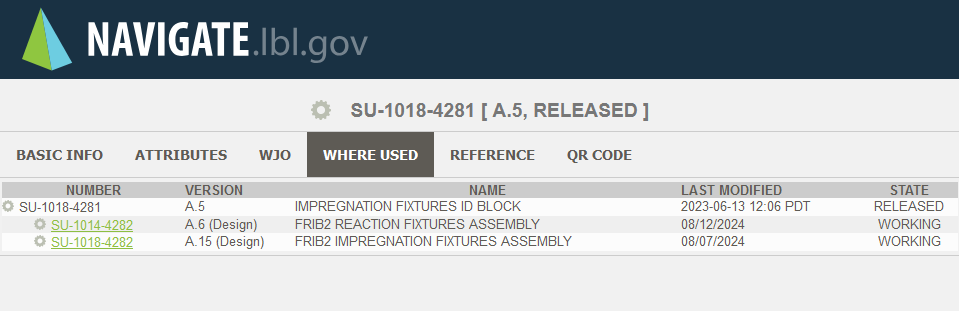 NAVIGATE.lbl.gov
SU-1018-4281 [ A.5, RELEASED ]
BASIC INFO ATTRIBUTES WJO WHERE USED REFERENCE QR CODE
NUMBER VERSION NAME LAST MODIFIED STATE
SU-1018-4281 A.5 IMPREGNATION FIXTURES ID BLOCK 2023-06-13 12:06 PDT RELEASED
SU-1014-4282 A.6 (Design) FRIB2 REACTION FIXTURES ASSEMBLY 08/12/2024 WORKING
SU-1018-4282 A.15 (Design) FRIB2 IMPREGNATION FIXTURES ASSEMBLY 08/07/2024 WORKING